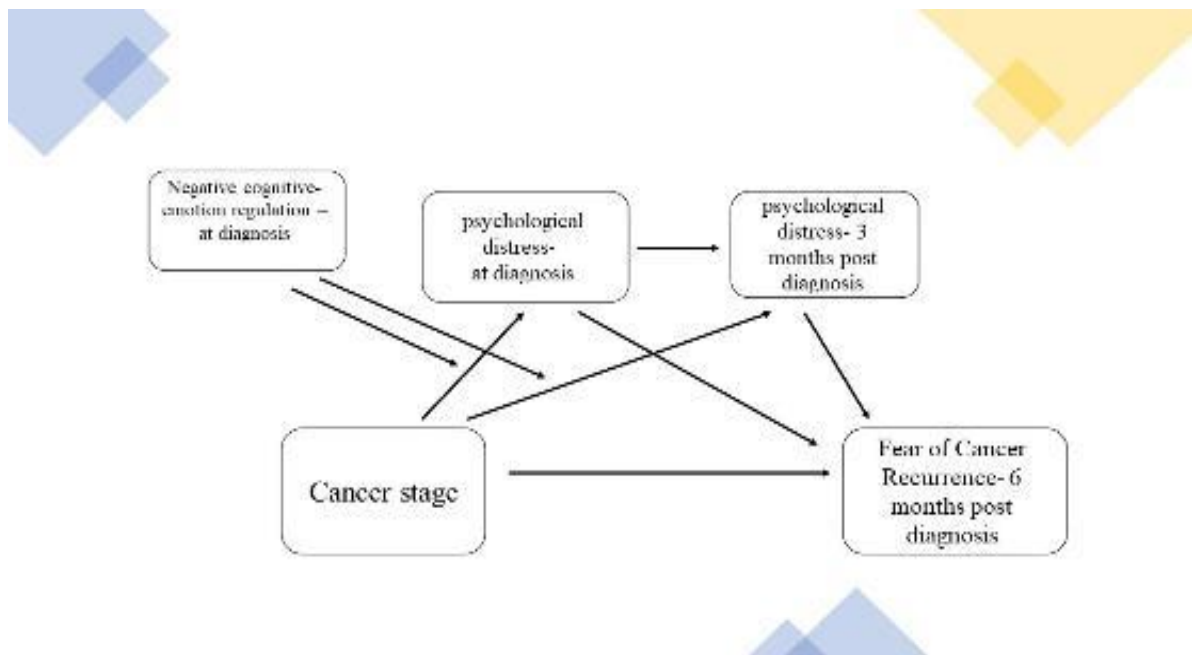 Negative cognitive-
emotion regulation –
at diagnosis
psychological
distress-
at diagnosis
psychological
distress- 3
months post
diagnosis
Cancer stage
Fear of Cancer
Recurrence- 6
months post
diagnosis